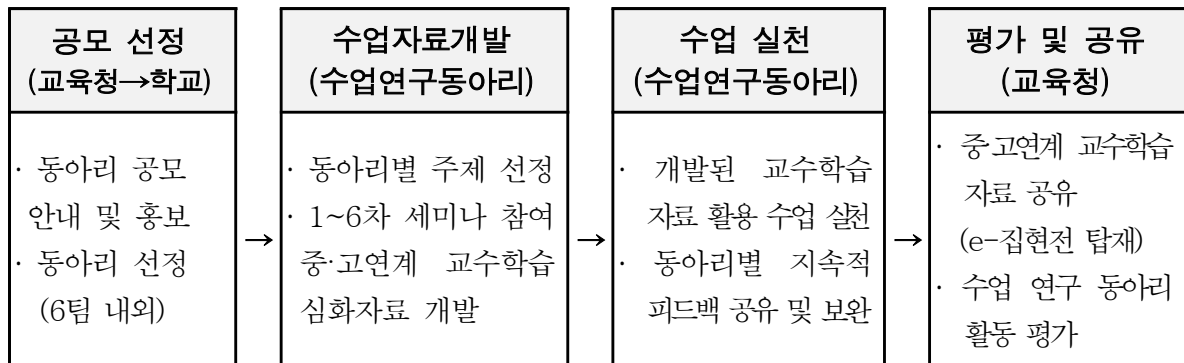 공모 선정
(교육청→학교)
· 동아리 공모
안내 및 홍보
· 동아리 선정
(6팀 내외)
→
수업자료개발
(수업연구동아리)
· 동아리별 주제 선정
· 1~6차 세미나 참여
중·고연계 교수학습
심화자료 개발
→
수업 실천
(수업연구동아리)
· 개발된 교수학습
자료 활용 수업 실천
· 동아리별 지속적
피드백 공유 및 보완
→
평가 및 공유
(교육청)
· 중·고연계 교수학습
자료 공유
(e-집현전 탑재)
· 수업 연구 동아리
활동 평가